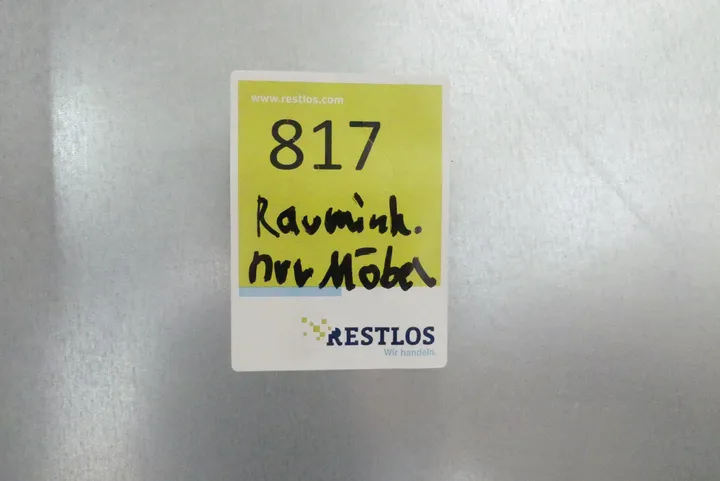 www.restlos.com
817
Rauminh.
nur Möbel
RESTLOS
Wir handeln.